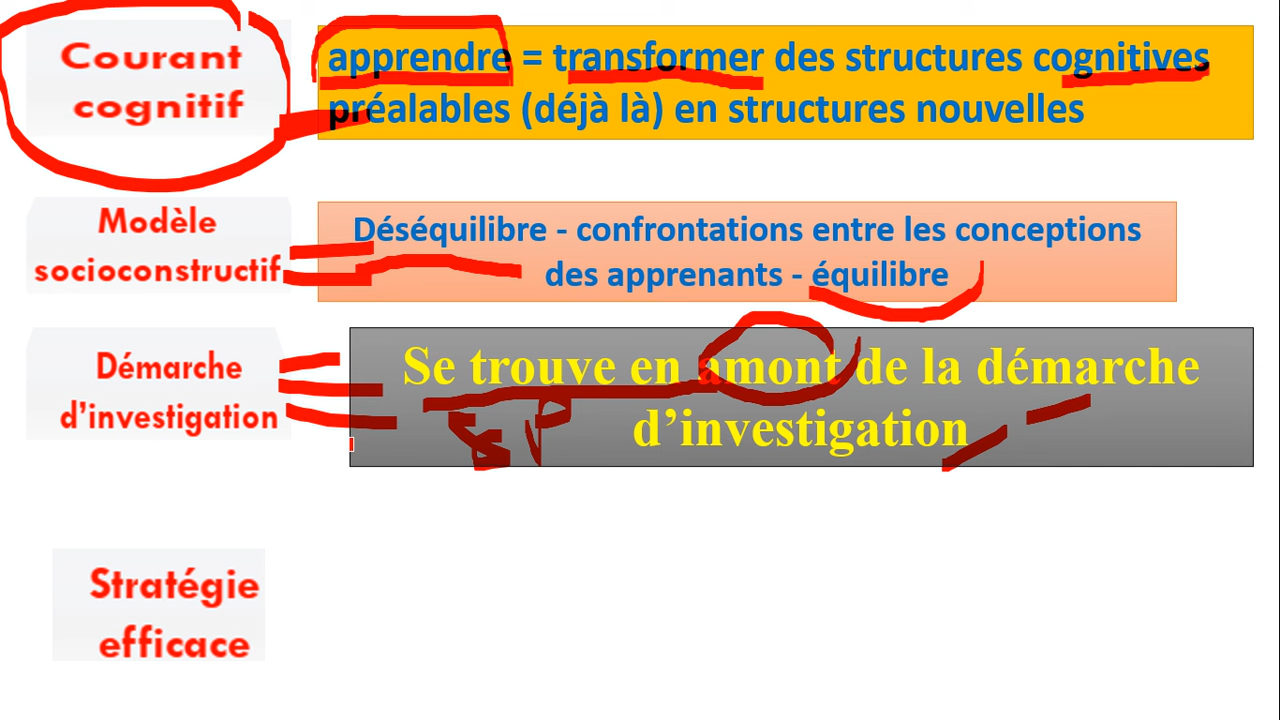 Courant
cognitif
apprendre = transformer des structures cognitives
préalables (déjà là) en structures nouvelles
Modèle
socioconstructif
Déséquilibre - confrontations entre les conceptions
des apprenants - équilibre
Démarche
d'investigation
Se trouve en amont de la démarche
d'investigation
Stratégie
efficace